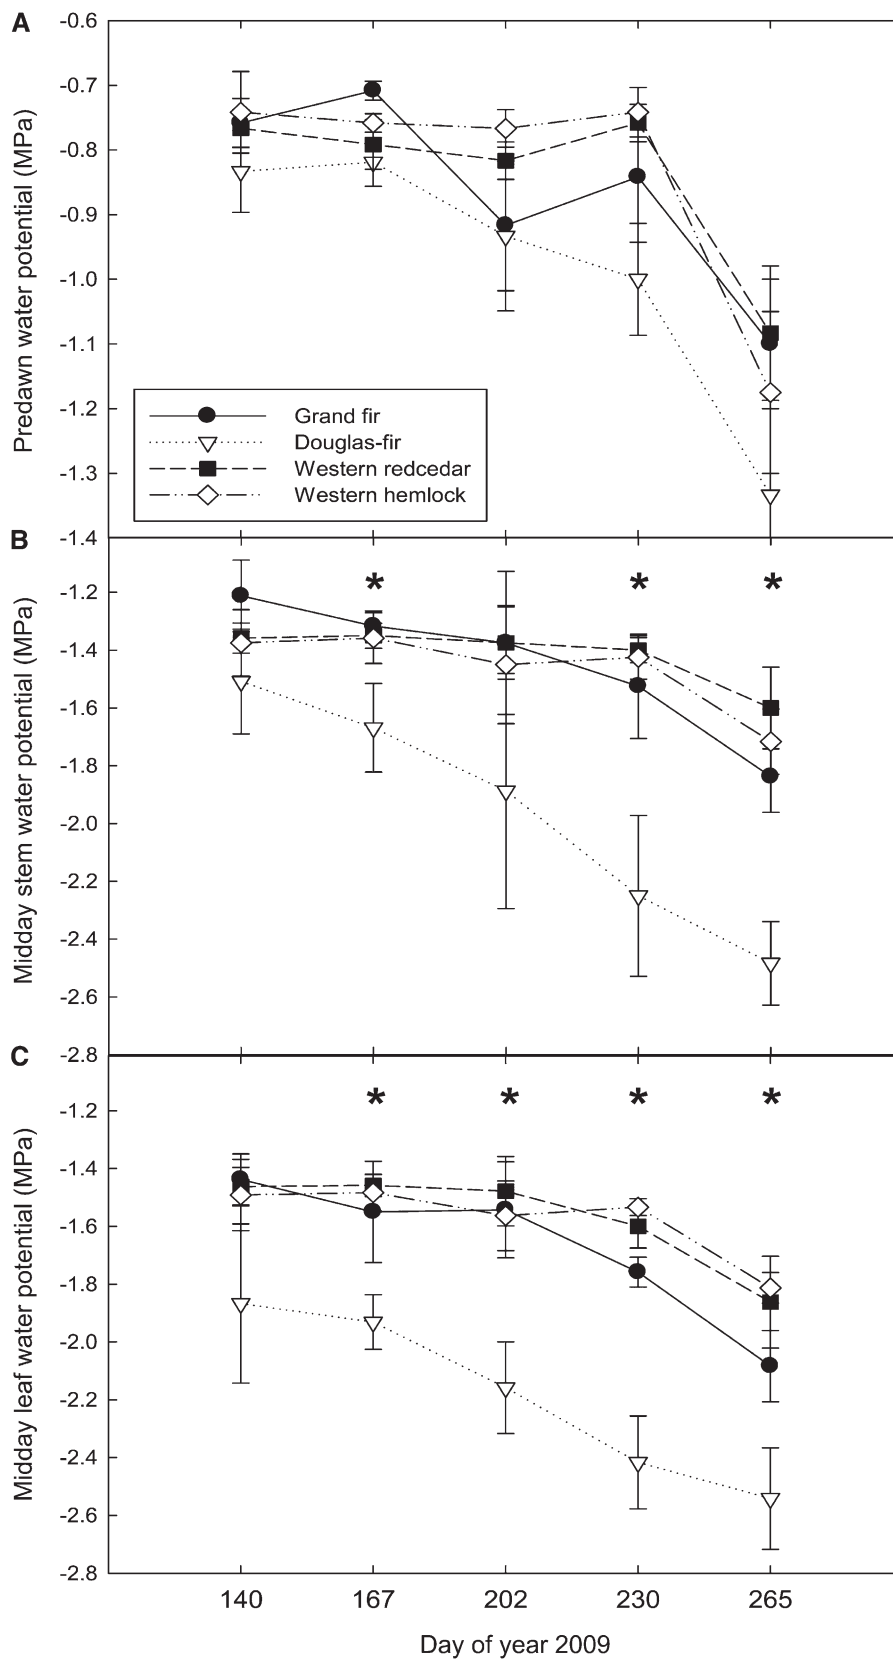 A
Predawn water potential (MPa)
-0.6
-0.7
-0.8
-0.9
-1.0
-1.1
-1.2
-1.3
-1.4
Grand fir
Douglas-fir
Western redcedar
Western hemlock
B
Midday stem water potential (MPa)
-1.2
-1.4
-1.6
-1.8
-2.0
-2.2
-2.4
-2.6
-2.8
* * *
C
Midday leaf water potential (MPa)
-1.2
-1.4
-1.6
-1.8
-2.0
-2.2
-2.4
-2.6
-2.8
* * * *
140 167 202 230 265
Day of year 2009